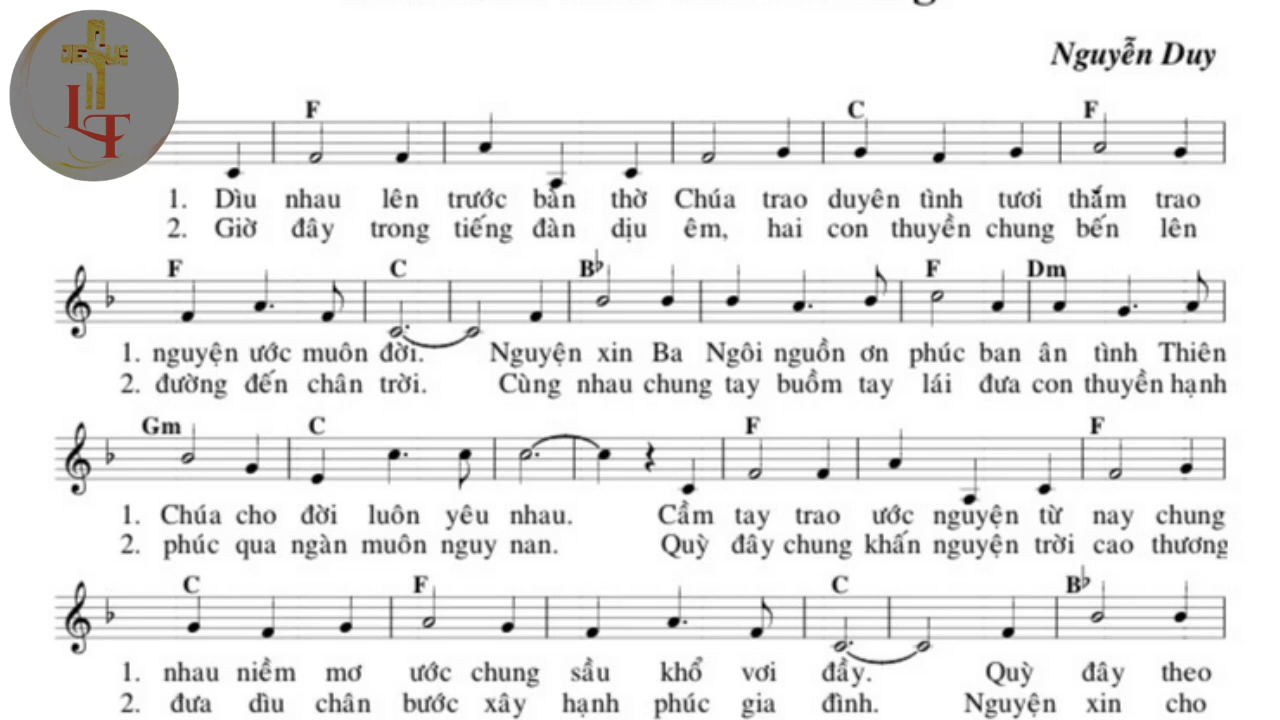 Nguyễn Duy
JESUS
LT
F C F
1. Dìu nhau lên trước bàn thờ Chúa trao duyên tình tươi thắm trao
2. Giờ đây trong tiếng đàn dịu êm, hai con thuyền chung bến lên
F C B♭ F Dm
1. nguyện ước muôn đời. Nguyện xin Ba Ngôi nguồn ơn phúc ban ân tình Thiên
2. đường đến chân trời. Cùng nhau chung tay buồm tay lái đưa con thuyền hạnh
Gm C F F
1. Chúa cho đời luôn yêu nhau. Cầm tay trao ước nguyện từ nay chung
2. phúc qua ngàn muôn nguy nan. Quỳ đây chung khấn nguyện trời cao thương
C F C B♭
1. nhau niềm mơ ước chung sầu khổ vơi đầy. Quỳ đây theo
2. đưa dìu chân bước xây hạnh phúc gia đình. Nguyện xin cho